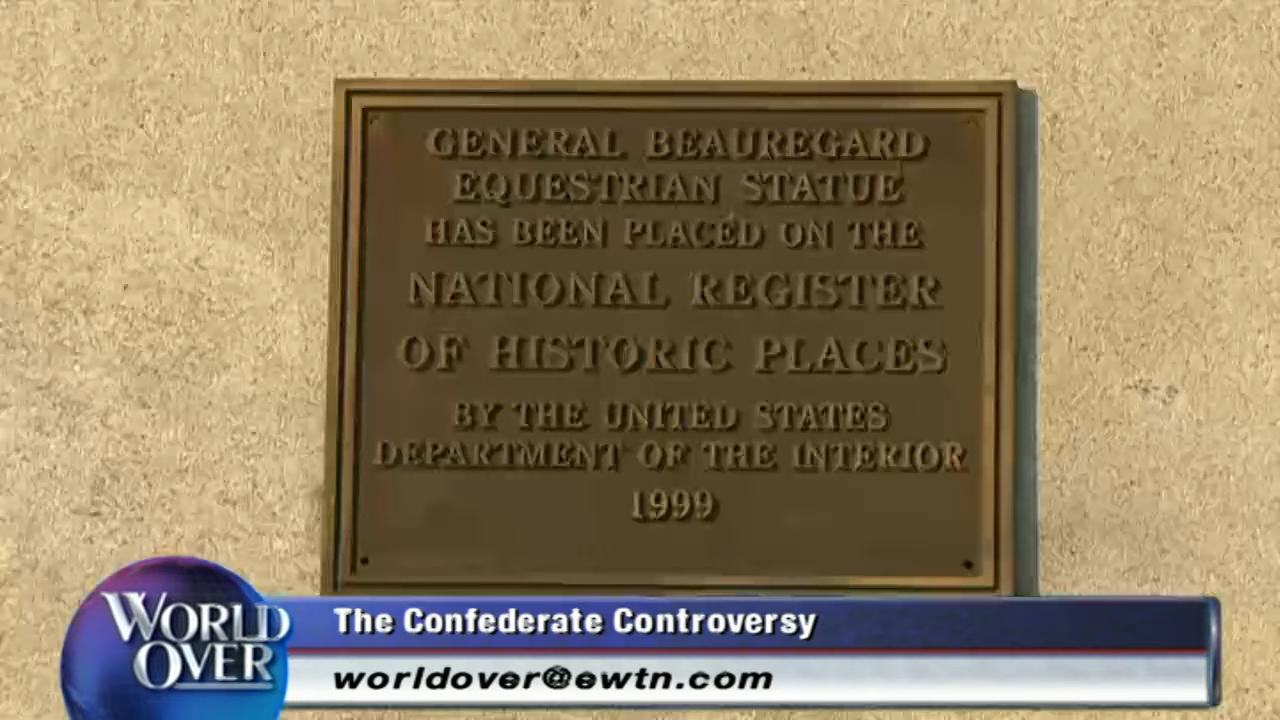 GENERAL BEAUREGARD
EQUESTRIAN STATUE
HAS BEEN PLACED ON THE
NATIONAL REGISTER
OF HISTORIC PLACES
BY THE UNITED STATES
DEPARTMENT OF THE INTERIOR
1999
WORLD
OVER
The Confederate Controversy
worldover@ewtn.com